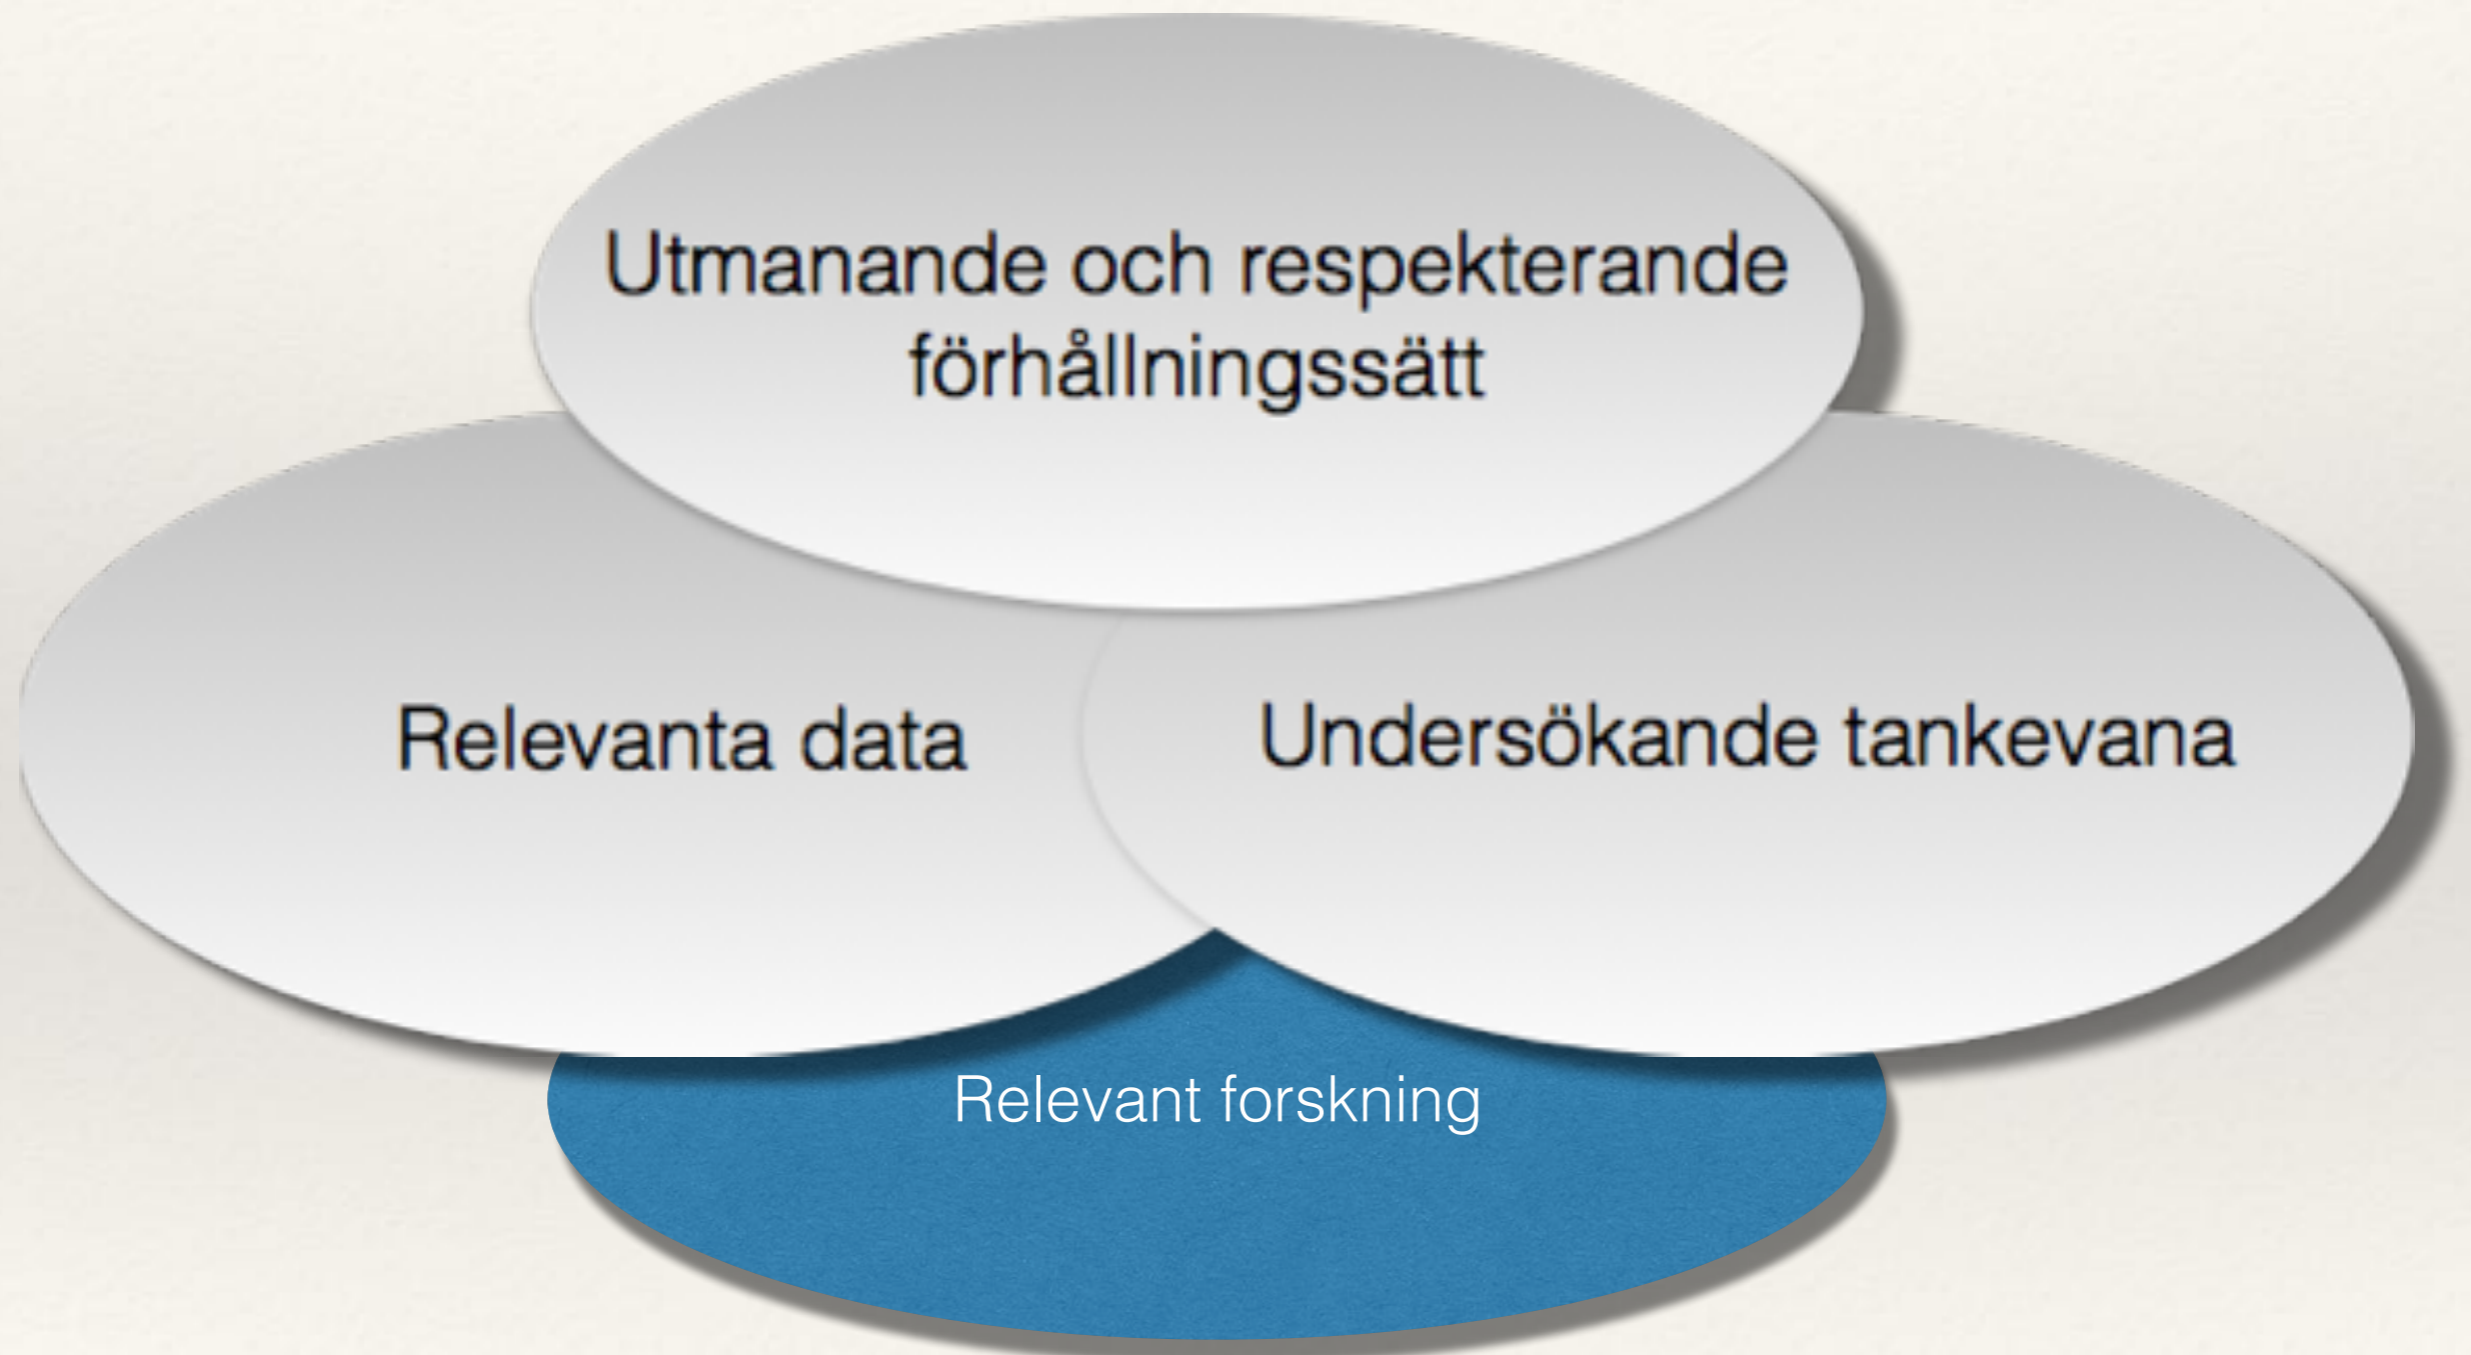 Utmanande och respekterande
förhållningssätt
Relevanta data
Undersökande tankevana
Relevant forskning